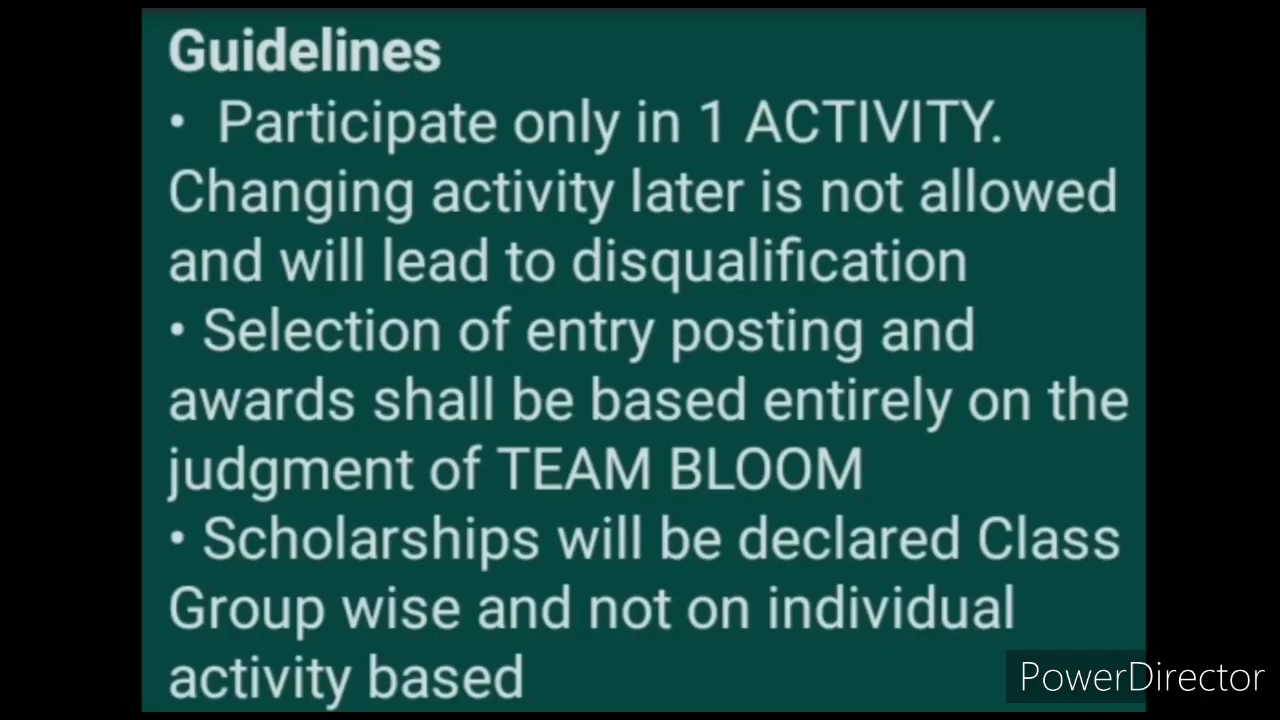 Guidelines
• Participate only in 1 ACTIVITY.
Changing activity later is not allowed
and will lead to disqualification
• Selection of entry posting and
awards shall be based entirely on the
judgment of TEAM BLOOM
• Scholarships will be declared Class
Group wise and not on individual
activity based
PowerDirector